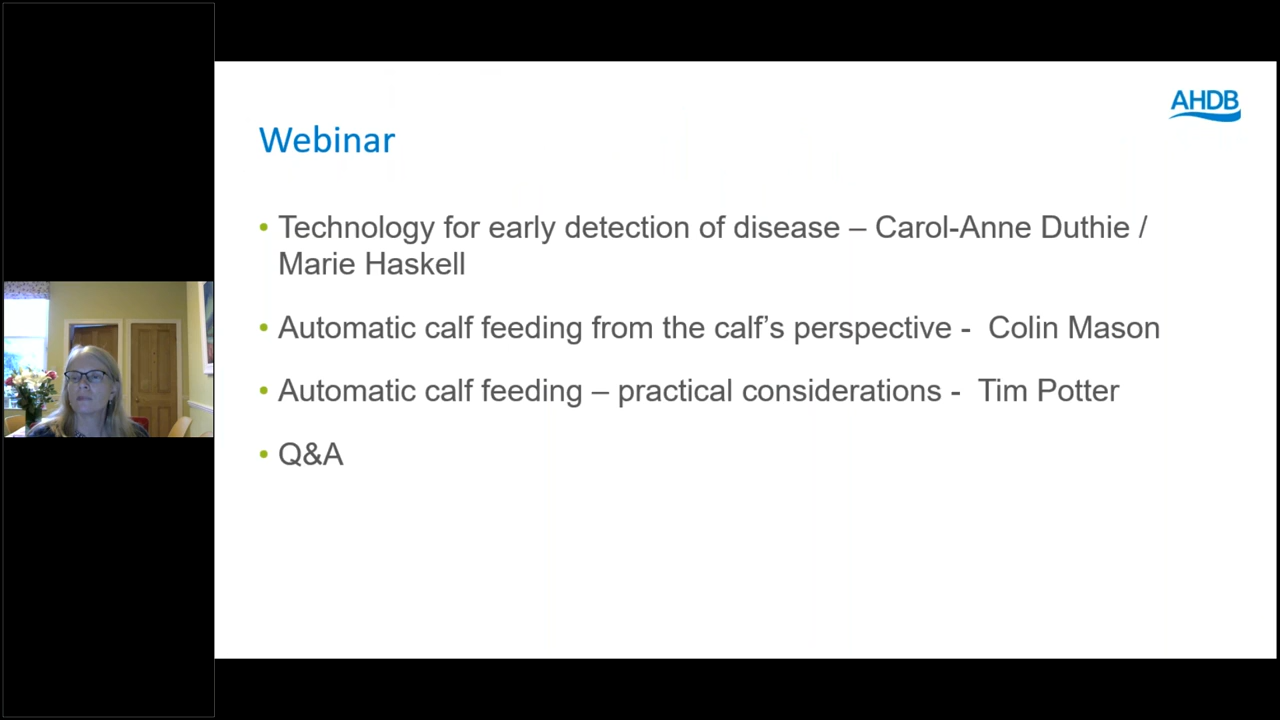 AHDB
Webinar
• Technology for early detection of disease – Carol-Anne Duthie /
Marie Haskell
• Automatic calf feeding from the calf’s perspective -  Colin Mason
• Automatic calf feeding – practical considerations -  Tim Potter
• Q&A